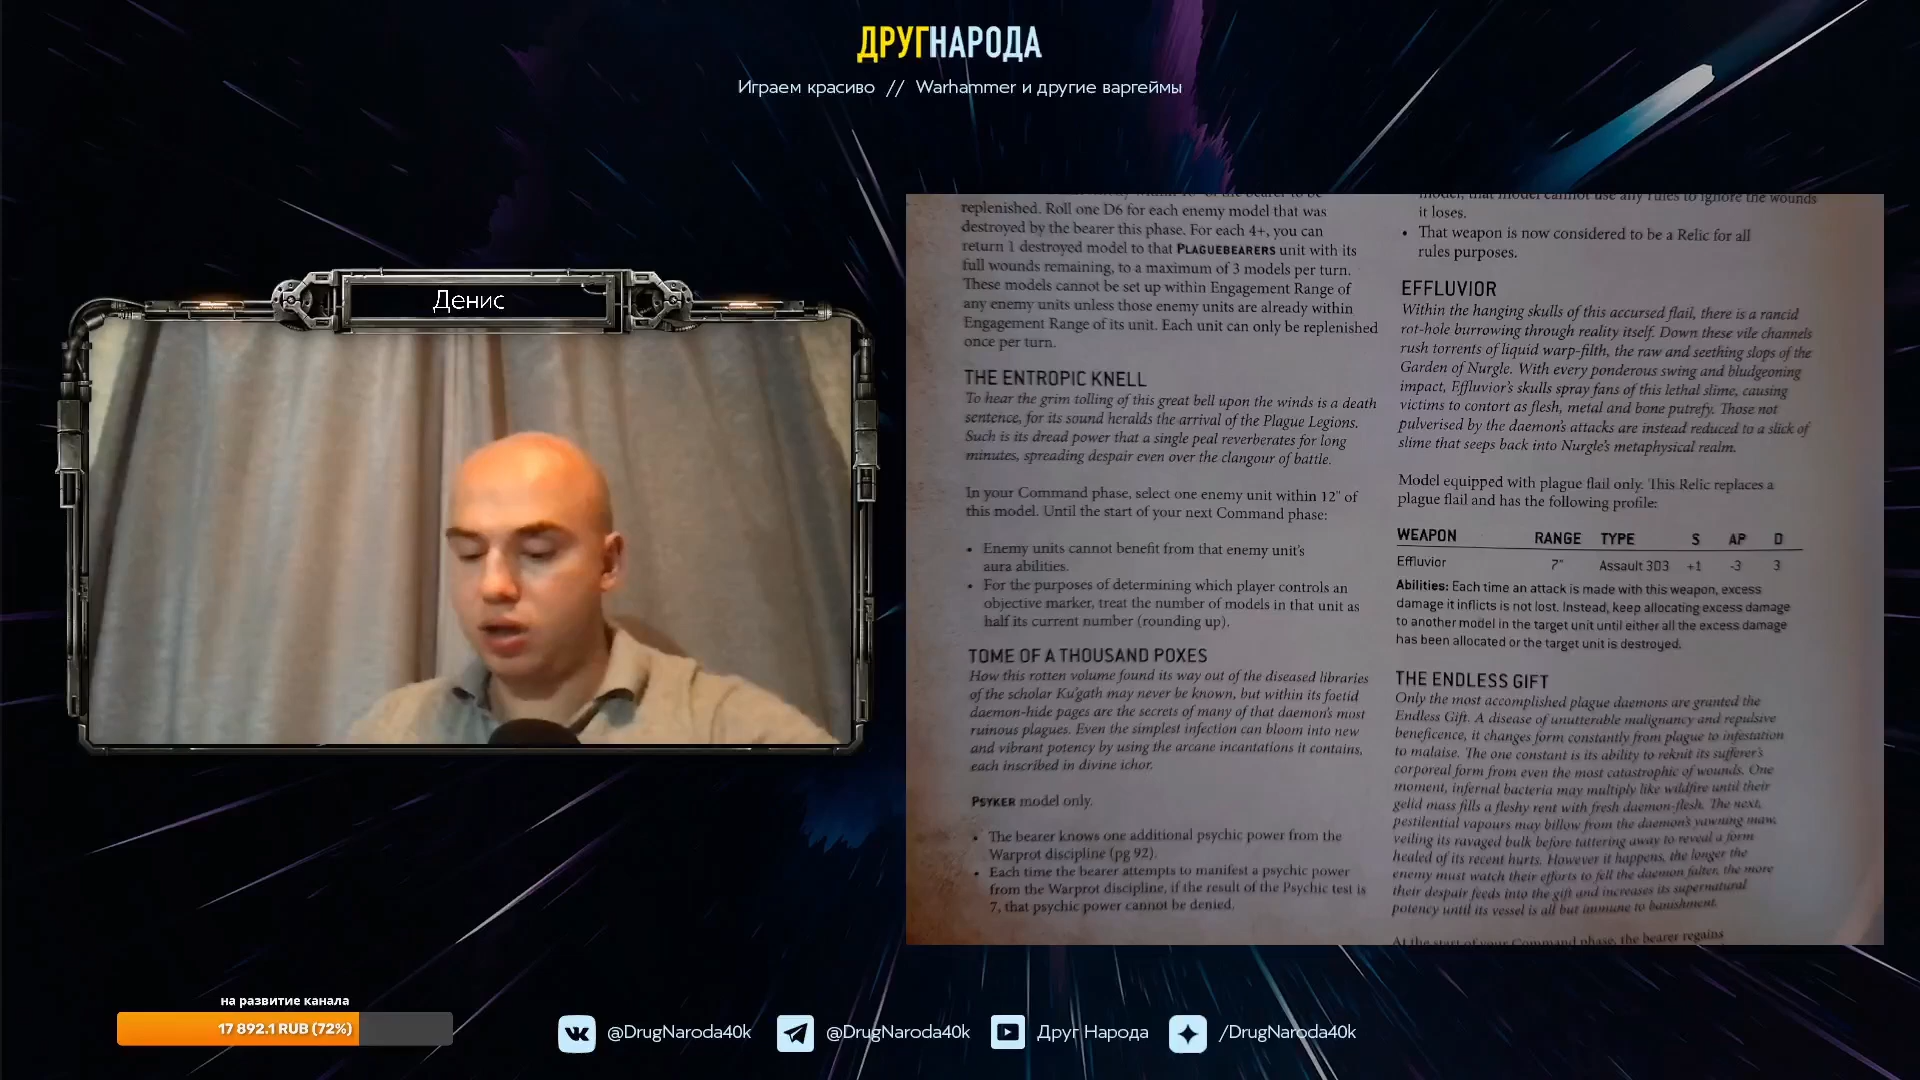 ДРУГНАРОДА
Играем красиво // Warhammer и другие варгеймы
Денис
of the bearer to be
replenished. Roll one D6 for each enemy model that was
destroyed by the bearer this phase. For each 4+, you can
return 1 destroyed model to that PLAGUEBEARERS unit with its
full wounds remaining, to a maximum of 3 models per turn.
These models cannot be set up within Engagement Range of
any enemy units unless those enemy units are already within
Engagement Range of its unit. Each unit can only be replenished
once per turn.
THE ENTROPIC KNELL
To hear the grim tolling of this great bell upon the winds is a death
sentence, for its sound heralds the arrival of the Plague Legions.
Such is its dread power that a single peal reverberates for long
minutes, spreading despair even over the clangour of battle.
In your Command phase, select one enemy unit within 12" of
this model. Until the start of your next Command phase:
• Enemy units cannot benefit from that enemy unit's
aura abilities.
• For the purposes of determining which player controls an
objective marker, treat the number of models in that unit as
half its current number (rounding up).
TOME OF A THOUSAND POXES
How this rotten volume found its way out of the diseased libraries
of the scholar Ku'gath may never be known, but within its foetid
daemon-hide pages are the secrets of many of that daemon's most
ruinous plagues. Even the simplest infection can bloom into new
and vibrant potency by using the arcane incantations it contains,
each inscribed in divine ichor.
PSYKER model only.
• The bearer knows one additional psychic power from the
Warprot discipline (pg 92).
• Each time the bearer attempts to manifest a psychic power
from the Warprot discipline, if the result of the Psychic test is
7, that psychic power cannot be denied.
model, that model cannot use any rules to ignore the wounds
it loses.
• That weapon is now considered to be a Relic for all
rules purposes.
EFFLUVIOR
Within the hanging skulls of this accursed flail, there is a rancid
rot-hole burrowing through reality itself. Down these vile channels
rush torrents of liquid warp-filth, the raw and seething slops of the
Garden of Nurgle. With every ponderous swing and bludgeoning
impact, Effluvior's skulls spray fans of this lethal slime, causing
victims to contort as flesh, metal and bone putrefy. Those not
pulverised by the daemon's attacks are instead reduced to a slick of
slime that seeps back into Nurgle's metaphysical realm.
Model equipped with plague flail only. This Relic replaces a
plague flail and has the following profile:
WEAPON RANGE TYPE S AP D
Effluvior 7" Assault 3D3 +1 -3 3
Abilities: Each time an attack is made with this weapon, excess
damage it inflicts is not lost. Instead, keep allocating excess damage
to another model in the target unit until either all the excess damage
has been allocated or the target unit is destroyed.
THE ENDLESS GIFT
Only the most accomplished plague daemons are granted the
Endless Gift. A disease of unutterable malignancy and repulsive
beneficence, it changes form constantly from plague to infestation
to malaise. The one constant is its ability to reknit its sufferer's
corporeal form from even the most catastrophic of wounds. One
moment, infernal bacteria may multiply like wildfire until their
gelid mass fills a fleshy rent with fresh daemon-flesh. The next,
pestilential vapours may billow from the daemon's yawning maw,
veiling its ravaged bulk before tattering away to reveal a form
healed of its recent hurts. However it happens, the longer the
enemy must watch their efforts to fell the daemon falter, the more
their despair feeds into the gift and increases its supernatural
potency until its vessel is all but immune to banishment.
At the start of your Command phase, the bearer regains
на развитие канала
17 892.1 RUB (72%)
@DrugNaroda40k
@DrugNaroda40k
Друг Народа
/DrugNaroda40k